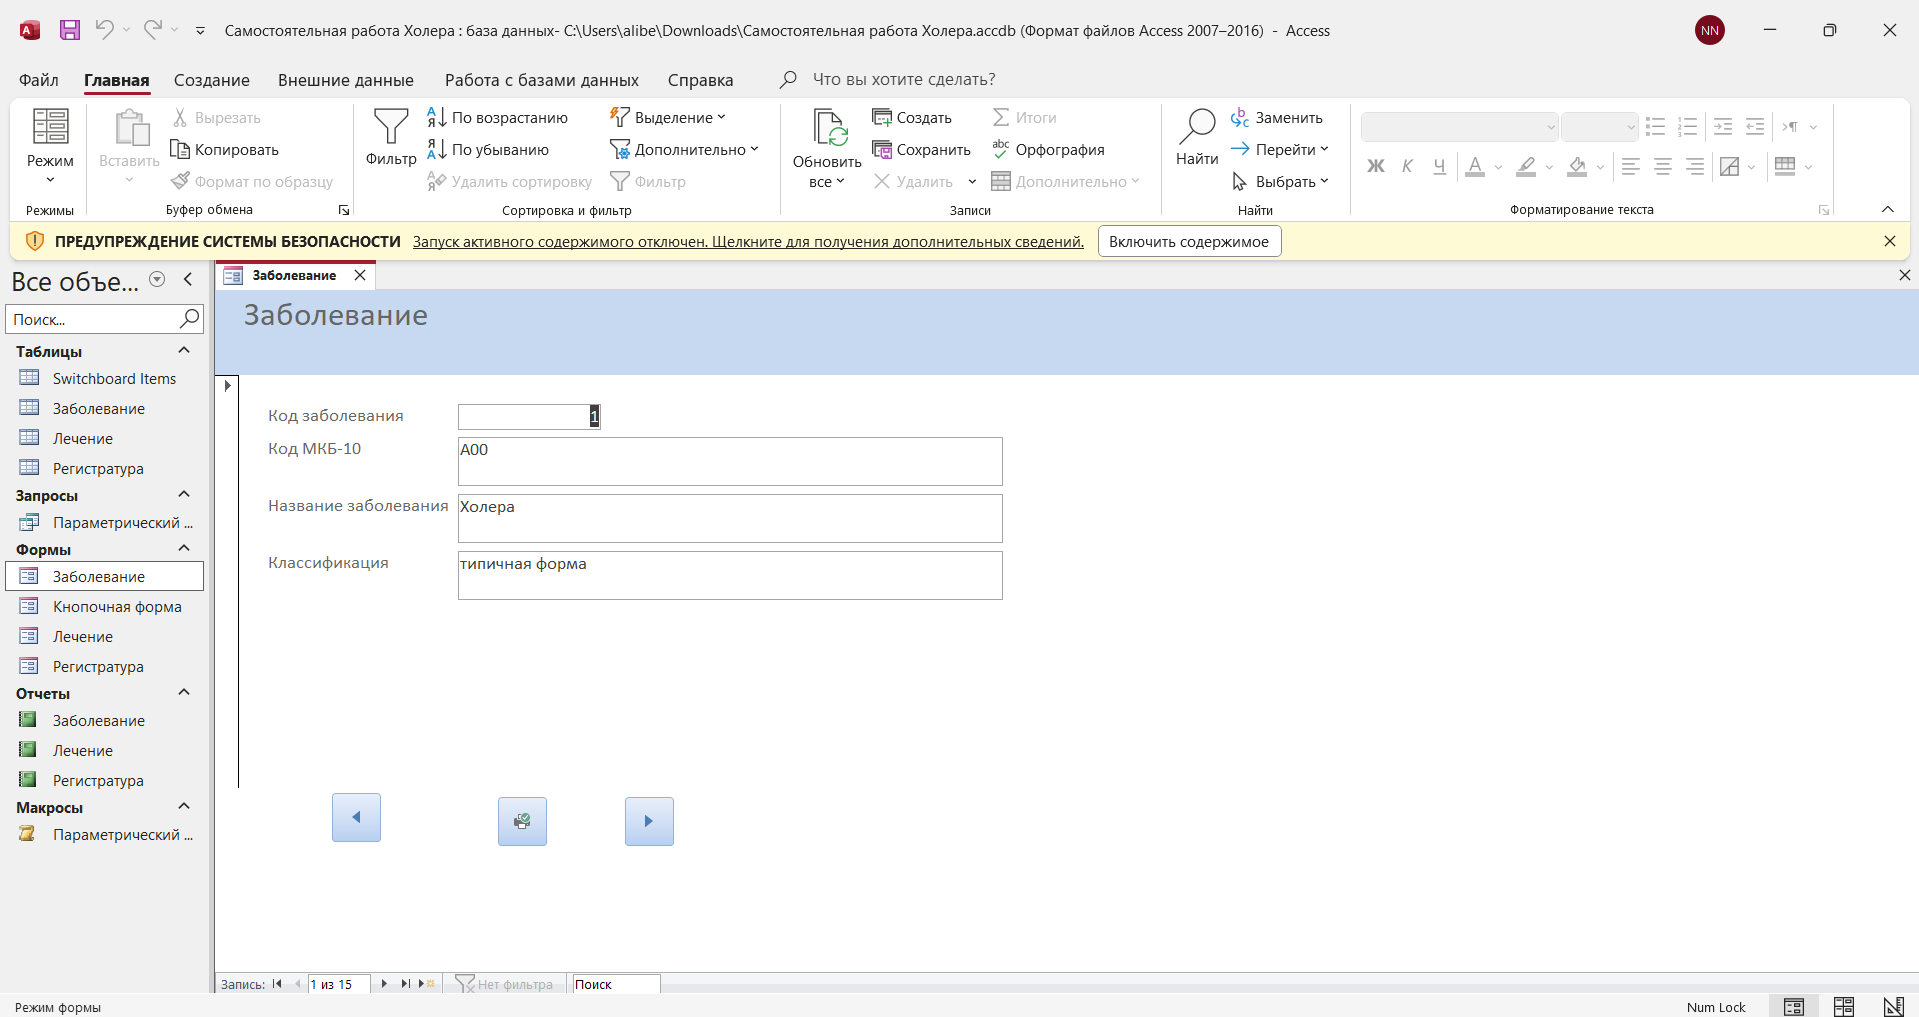 Самостоятельная работа Холера : база данных- C:\Users\alibe\Downloads\Самостоятельная работа Холера.accdb (Формат файлов Access 2007–2016) - Access
NN
Файл Главная Создание Внешние данные Работа с базами данных Справка Что вы хотите сделать?
Режим
Режимы
Вставить
Вырезать
Копировать
Формат по образцу
Буфер обмена
Фильтр
По возрастанию
По убыванию
Удалить сортировку
Выделение
Дополнительно
Фильтр
Сортировка и фильтр
Обновить
все
Создать
Сохранить
Удалить
Итоги
Орфография
Дополнительно
Записи
Найти
Заменить
Перейти
Выбрать
Найти
Ж К Ч А
Форматирование текста
ПРЕДУПРЕЖДЕНИЕ СИСТЕМЫ БЕЗОПАСНОСТИ Запуск активного содержимого отключен. Щелкните для получения дополнительных сведений. Включить содержимое
Все объе...
Поиск...
Таблицы
Switchboard Items
Заболевание
Лечение
Регистратура
Запросы
Параметрический ...
Формы
Заболевание
Кнопочная форма
Лечение
Регистратура
Отчеты
Заболевание
Лечение
Регистратура
Макросы
Параметрический ...
Заболевание
Заболевание
Код заболевания 1
Код МКБ-10 A00
Название заболевания Холера
Классификация типичная форма
Запись: 1 из 15 Нет фильтра Поиск
Режим формы Num Lock